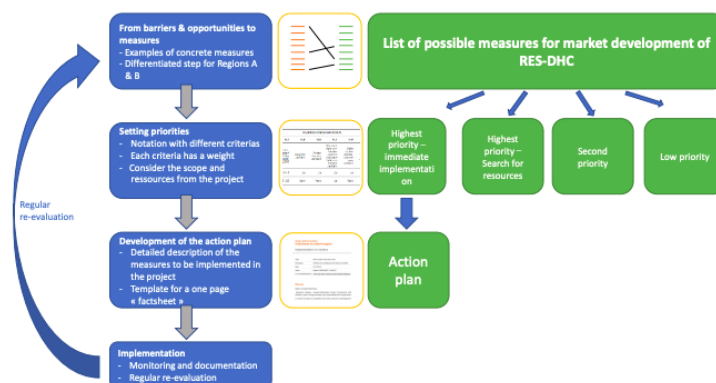 From barriers & opportunities to
measures
- Examples of concrete measures
- Differentiated step for Regions A
& B
List of possible measures for market development of
RES-DHC
Setting priorities
- Notation with different criterias
- Each criteria has a weight
- Consider the scope and
ressources from the project
Highest
priority –
immediate
implementati
on
Highest
priority –
Search for
resources
Second
priority
Low priority
Regular
re-evaluation
Development of the action plan
- Detailed description of the
measures to be implemented in
the project
- Template for a one page
« factsheet »
Action
plan
Implementation
- Monitoring and documentation
- Regular re-evaluation